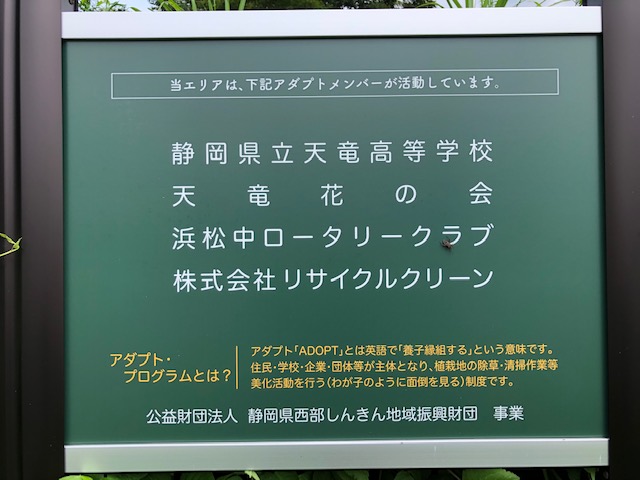 当エリアは、下記アダプトメンバーが活動しています。
静岡県立天竜高等学校
天竜花の会
浜松中ロータリークラブ
株式会社リサイクルクリーン
アダプト・
プログラムとは?
アダプト「ADOPT」とは英語で「養子縁組する」という意味です。
住民・学校・企業・団体等が主体となり、植栽地の除草・清掃作業等
美化活動を行う(わが子のように面倒を見る)制度です。
公益財団法人 静岡県西部しんきん地域振興財団 事業